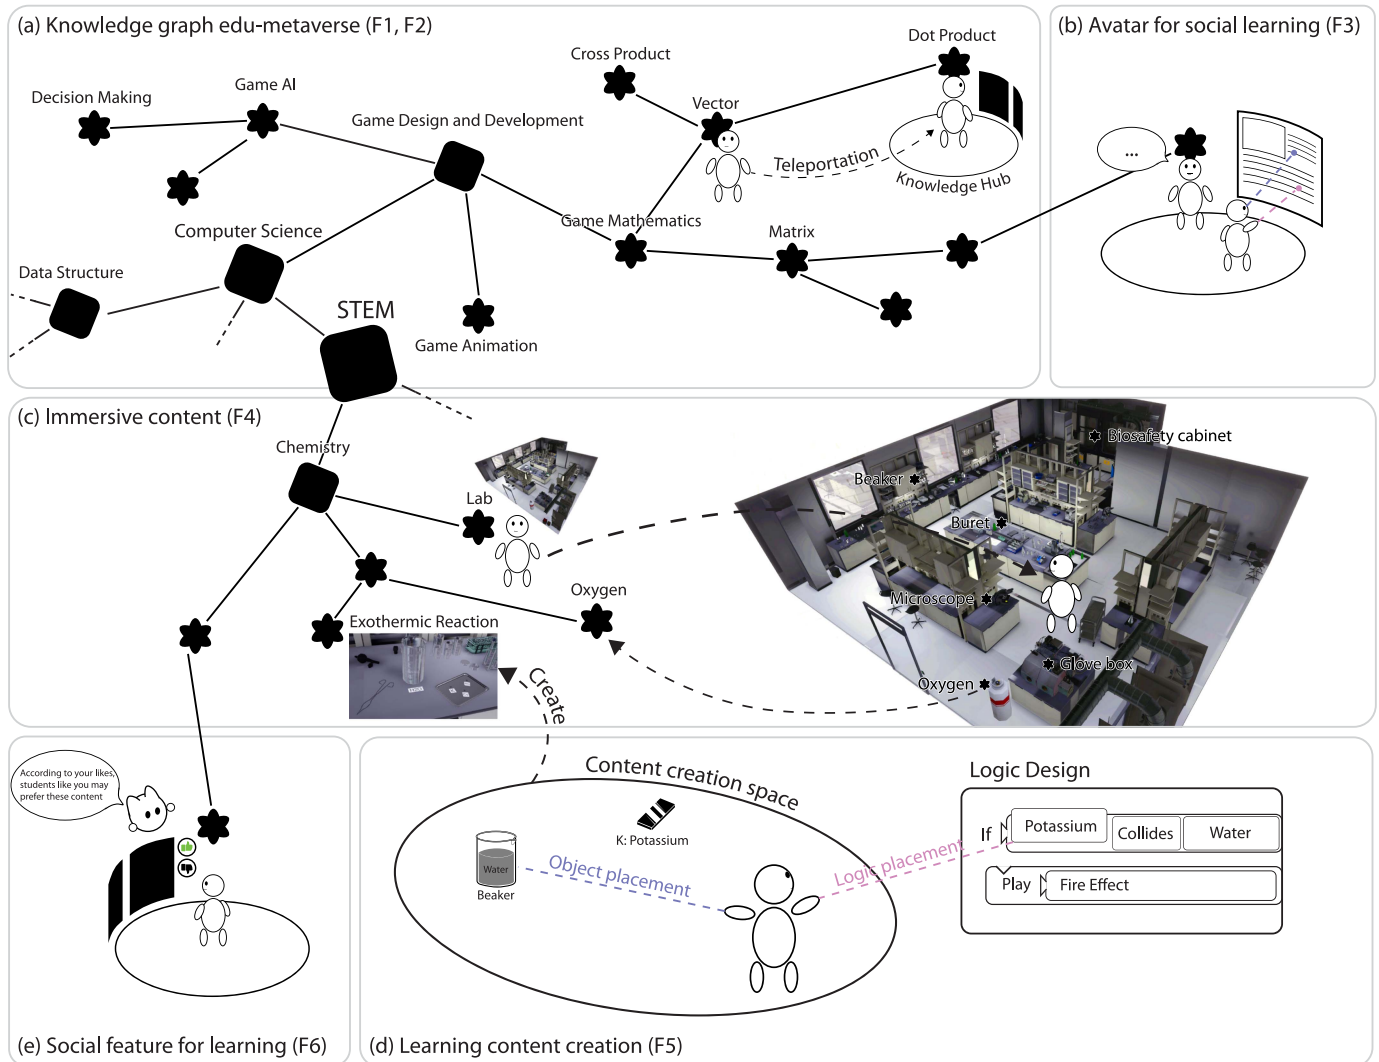 (a) Knowledge graph edu-metaverse (F1, F2)
Decision Making
Game AI
Game Design and Development
Cross Product
Vector
Dot Product
Teleportation
Knowledge Hub
Computer Science
Data Structure
STEM
Game Mathematics
Matrix
Game Animation
(b) Avatar for social learning (F3)
...
(c) Immersive content (F4)
Chemistry
Lab
Oxygen
Exothermic Reaction
Create
Biosafety cabinet
Beaker
Buret
Microscope
Glove box
Oxygen
According to your likes,
students like you may
prefer these content
(e) Social feature for learning (F6)
Content creation space
K: Potassium
Water
Beaker
Object placement
Logic placement
Logic Design
If
Potassium
Collides
Water
Play
Fire Effect
(d) Learning content creation (F5)